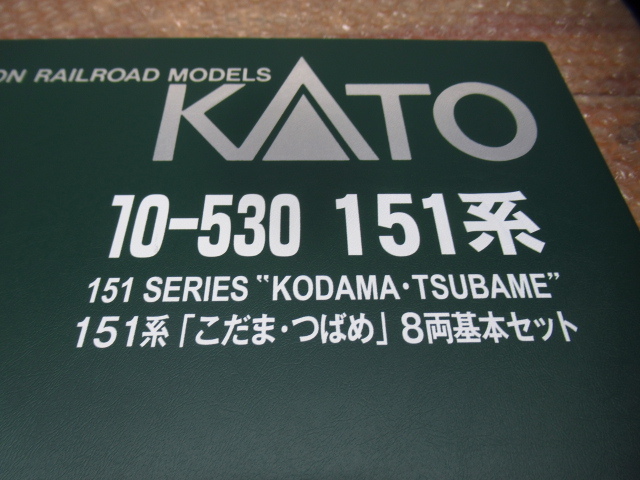 ON RAILROAD MODELS
KATO
10-530 151系
151 SERIES “KODAMA・TSUBAME”
151系「こだま・つばめ」8両基本セット